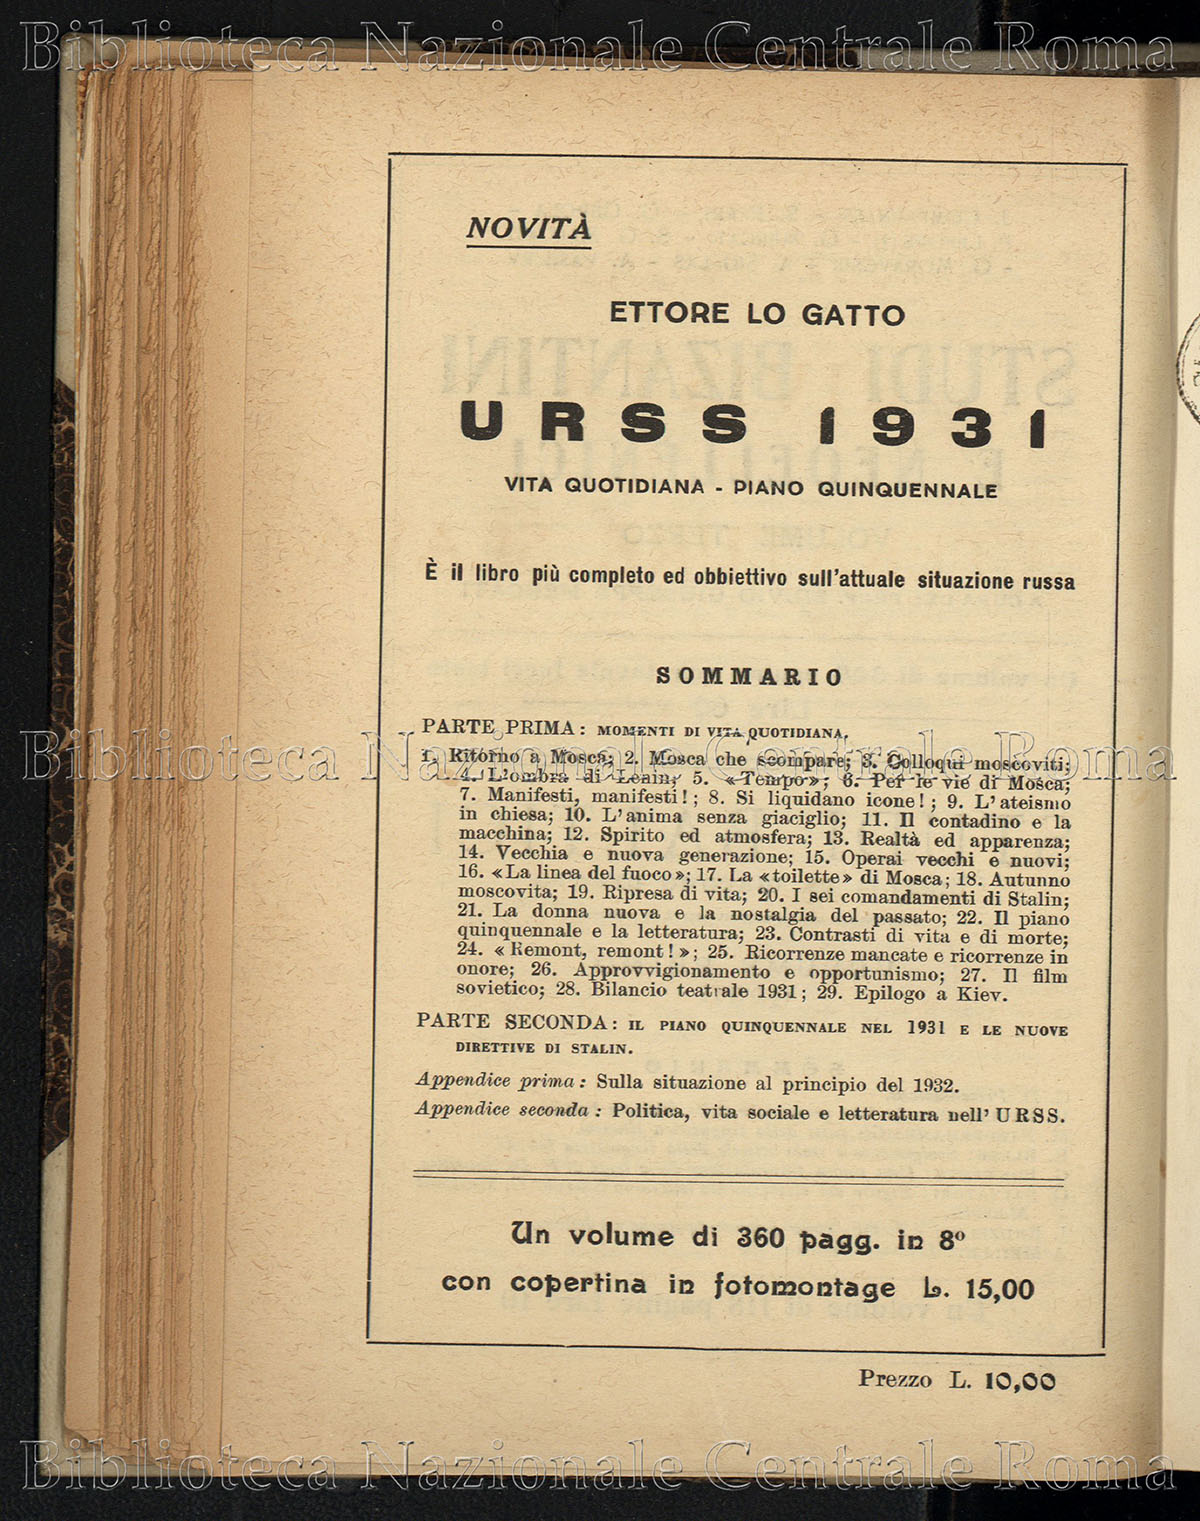 Biblioteca Nazionale Centrale Roma
NOVITÀ
ETTORE LO GATTO
URSS 1931
VITA QUOTIDIANA - PIANO QUINQUENNALE
È il libro più completo ed obbiettivo sull'attuale situazione russa
SOMMARIO
PARTE PRIMA: MOMENTI DI VITA QUOTIDIANA.
Biblioteca Nazionale Centrale Roma
1. Ritorno a Mosca; 2. Mosca che scompare; 3. Colloqui moscoviti;
4. L'ombra di Lenin; 5. «Tempo»; 6. Per le vie di Mosca;
7. Manifesti, manifesti!; 8. Si liquidano icone!; 9. L'ateismo
in chiesa; 10. L'anima senza giaciglio; 11. Il contadino e la
macchina; 12. Spirito ed atmosfera; 13. Realtà ed apparenza;
14. Vecchia e nuova generazione; 15. Operai vecchi e nuovi;
16. «La linea del fuoco»; 17. La «toilette» di Mosca; 18. Autunno
moscovita; 19. Ripresa di vita; 20. I sei comandamenti di Stalin;
21. La donna nuova e la nostalgia del passato; 22. Il piano
quinquennale e la letteratura; 23. Contrasti di vita e di morte;
24. «Remont, remont!»; 25. Ricorrenze mancate e ricorrenze in
onore; 26. Approvvigionamento e opportunismo; 27. Il film
sovietico; 28. Bilancio teatrale 1931; 29. Epilogo a Kiev.
PARTE SECONDA: IL PIANO QUINQUENNALE NEL 1931 E LE NUOVE
DIRETTIVE DI STALIN.
Appendice prima: Sulla situazione al principio del 1932.
Appendice seconda: Politica, vita sociale e letteratura nell'URSS.
Un volume di 360 pagg. in 8º
con copertina in fotomontage L. 15,00
Prezzo L. 10,00
Biblioteca Nazionale Centrale Roma